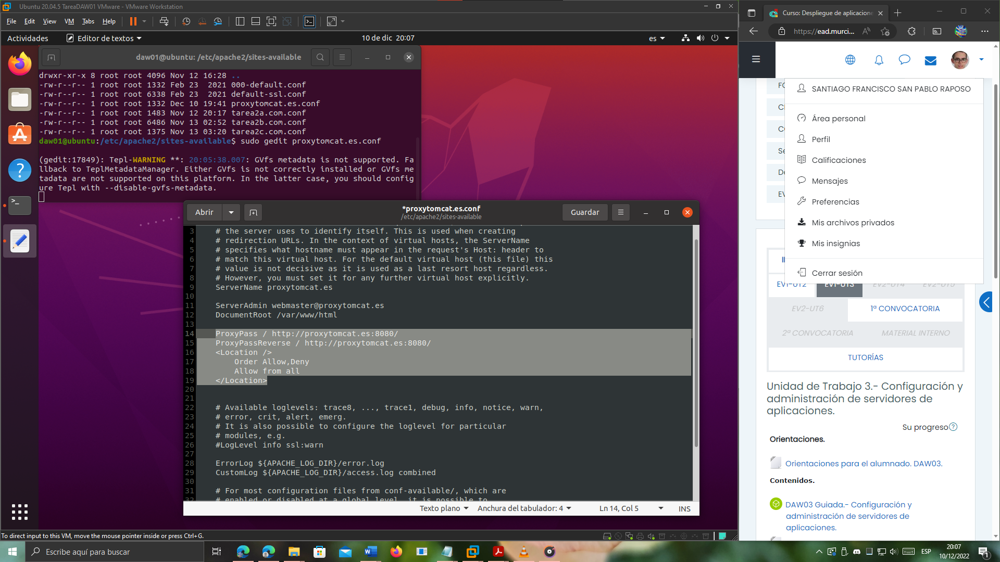 Ubuntu 20.04.5 TareaDAW01 VMware - VMware Workstation
File Edit View VM Tabs Help
Actividades Editor de textos 10 de dic 20:07 es
daw01@ubuntu: /etc/apache2/sites-available
drwxr-xr-x 8 root root 4096 Nov 12 16:28 ..
-rw-r--r-- 1 root root 1332 Feb 23  2021 000-default.conf
-rw-r--r-- 1 root root 6338 Feb 23  2021 default-ssl.conf
-rw-r--r-- 1 root root 1332 Dec 10 19:41 proxytomcat.es.conf
-rw-r--r-- 1 root root 1483 Nov 12 20:17 tarea2a.com.conf
-rw-r--r-- 1 root root 6486 Nov 13 02:52 tarea2b.com.conf
-rw-r--r-- 1 root root 1375 Nov 13 03:20 tarea2c.com.conf
daw01@ubuntu:/etc/apache2/sites-available$ sudo gedit proxytomcat.es.conf
(gedit:17849): Tepl-WARNING **: 20:05:38.007: GVfs metadata is not supported. Fa
llback to TeplMetadataManager. Either GVfs is not correctly installed or GVfs me
tadata are not supported on this platform. In the latter case, you should config
ure Tepl with --disable-gvfs-metadata.
Abrir *proxytomcat.es.conf Guardar
/etc/apache2/sites-available
3 # the server uses to identify itself. This is used when creating
4 # redirection URLs. In the context of virtual hosts, the ServerName
5 # specifies what hostname must appear in the request's Host: header to
6 # match this virtual host. For the default virtual host (this file) this
7 # value is not decisive as it is used as a last resort host regardless.
8 # However, you must set it for any further virtual host explicitly.
9 ServerName proxytomcat.es
10
11 ServerAdmin webmaster@proxytomcat.es
12 DocumentRoot /var/www/html
13
14 ProxyPass / http://proxytomcat.es:8080/
15 ProxyPassReverse / http://proxytomcat.es:8080/
16 <Location />
17 Order Allow,Deny
18 Allow from all
19 </Location>
20
21
22 # Available loglevels: trace8, ..., trace1, debug, info, notice, warn,
23 # error, crit, alert, emerg.
24 # It is also possible to configure the loglevel for particular
25 # modules, e.g.
26 #LogLevel info ssl:warn
27
28 ErrorLog ${APACHE_LOG_DIR}/error.log
29 CustomLog ${APACHE_LOG_DIR}/access.log combined
30
31 # For most configuration files from conf-available/, which are
32 # enabled or disabled at a global level, it is possible to
Texto plano Anchura del tabulador: 4 Ln 14, Col 5 INS
To direct input to this VM, move the mouse pointer inside or press Ctrl+G.
Curso: Despliegue de aplicacione
https://ead.murci...
SANTIAGO FRANCISCO SAN PABLO RAPOSO
Área personal
Perfil
Calificaciones
Mensajes
Preferencias
Mis archivos privados
Mis insignias
Cerrar sesión
FO
CI
CO
Se
De
EV
EV1-UT2 EV1-UT3 EV2-UT4 EV2-UT5
EV2-UT6 1ª CONVOCATORIA
2ª CONVOCATORIA MATERIAL INTERNO
TUTORÍAS
Unidad de Trabajo 3.- Configuración y
administración de servidores de
aplicaciones.
Su progreso
Orientaciones.
Orientaciones para el alumnado. DAW03.
Contenidos.
DAW03 Guiada.- Configuración y
administración de servidores de
aplicaciones.
Escribe aquí para buscar
ESP 20:07
10/12/2022
1